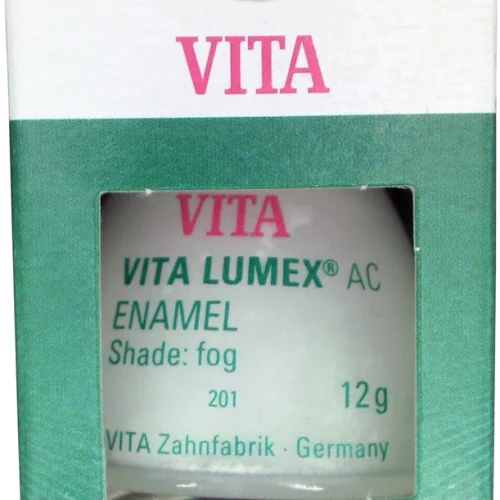 VITA
VITA
VITA LUMEX® AC
ENAMEL
Shade: fog
201 12g
VITA Zahnfabrik · Germany